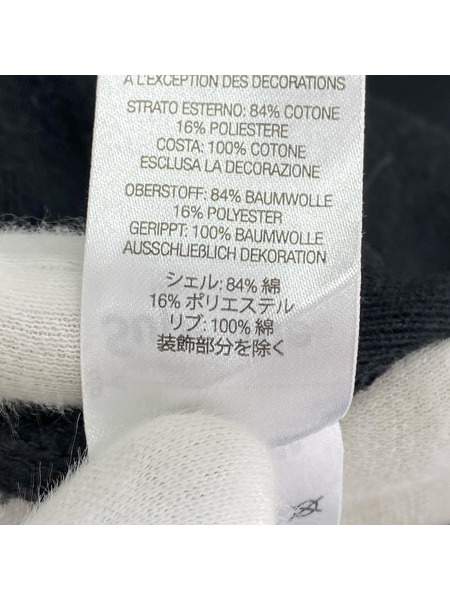 À L'EXCEPTION DES DÉCORATIONS
STRATO ESTERNO: 84% COTONE
16% POLIESTERE
COSTA: 100% COTONE
ESCLUSA LA DECORAZIONE
OBERSTOFF: 84% BAUMWOLLE
16% POLYESTER
GERIPPT: 100% BAUMWOLLE
AUSSCHLIEẞLICH DEKORATION
シェル: 84% 綿
16% ポリエステル
リブ: 100% 綿
装飾部分を除く